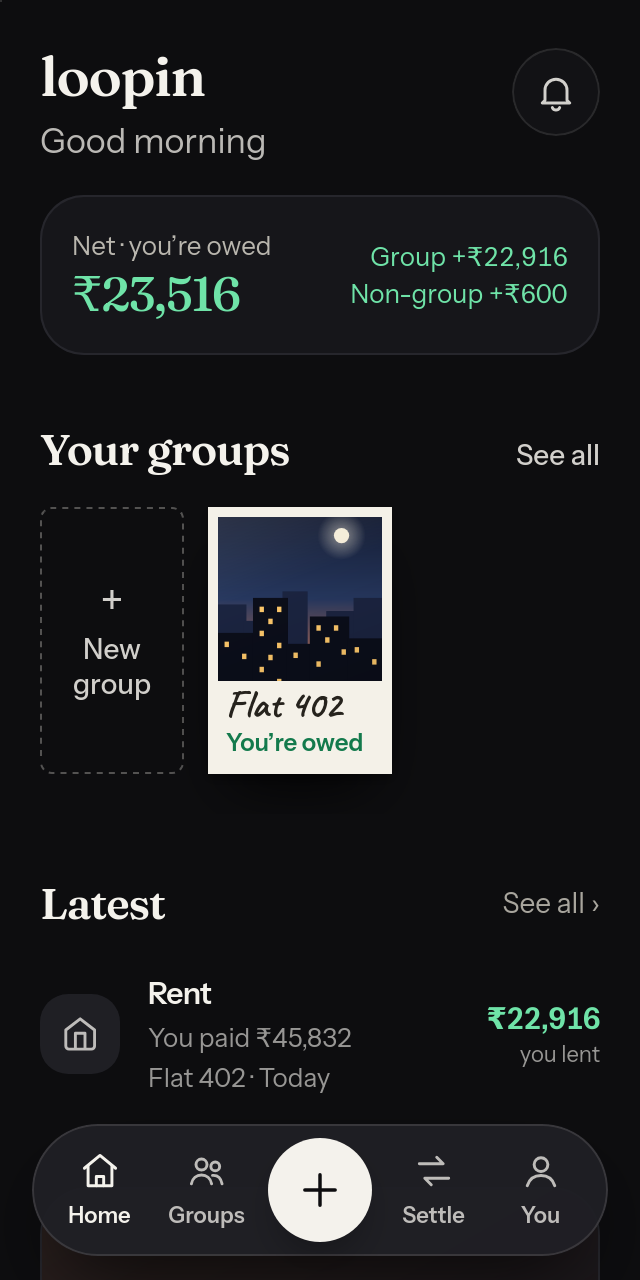 loopin
Good morning
Net · you’re owed
₹23,516
Group +₹22,916
Non-group +₹600
Your groups
See all
+
New
group
Flat 402
You’re owed
Latest
See all ›
Rent
You paid ₹45,832
Flat 402 · Today
₹22,916
you lent
Home
Groups
Settle
You